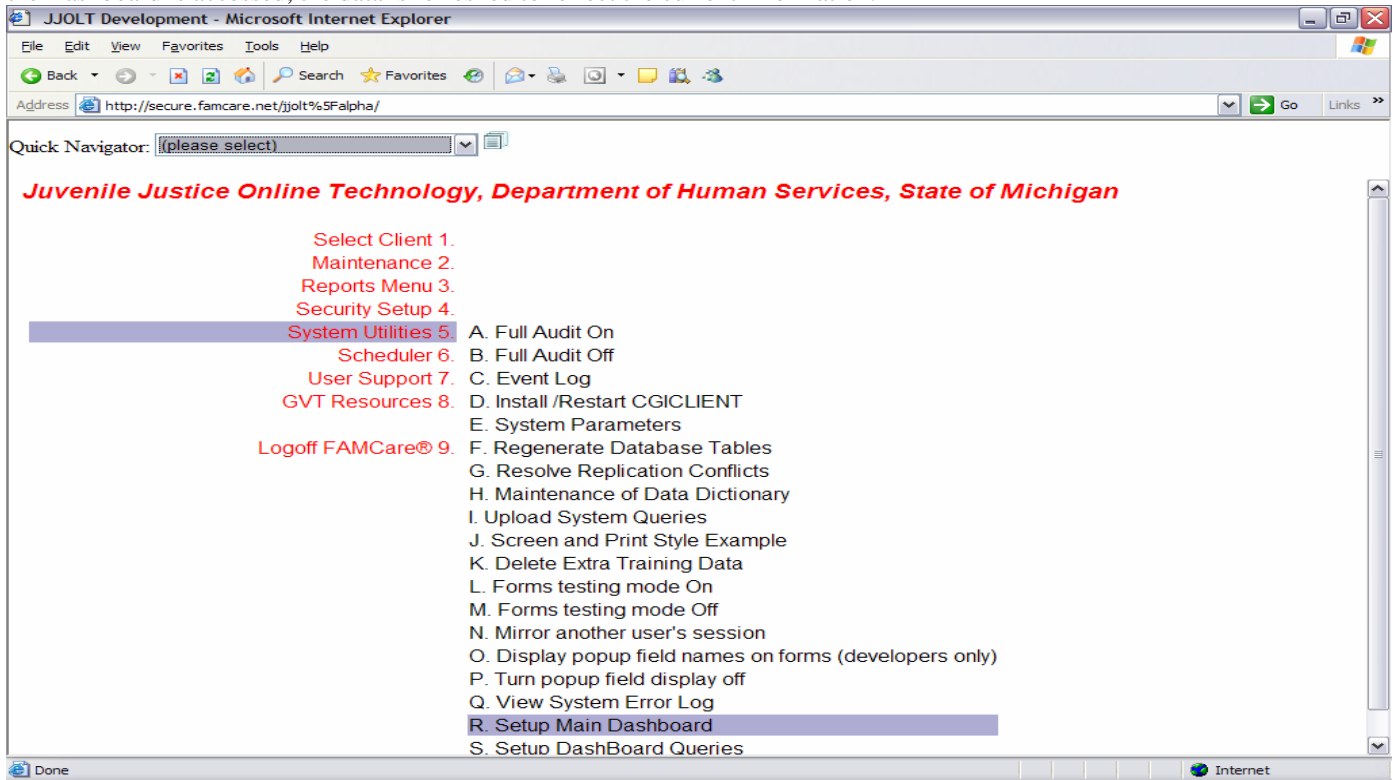 JJOLT Development - Microsoft Internet Explorer
File Edit View Favorites Tools Help
Back Search Favorites
Address http://secure.famcare.net/jjolt%5Falpha/ Go Links »
Quick Navigator: (please select)
Juvenile Justice Online Technology, Department of Human Services, State of Michigan
Select Client 1.
Maintenance 2.
Reports Menu 3.
Security Setup 4.
System Utilities 5. A. Full Audit On
Scheduler 6. B. Full Audit Off
User Support 7. C. Event Log
GVT Resources 8. D. Install /Restart CGICLIENT
E. System Parameters
Logoff FAMCare® 9. F. Regenerate Database Tables
G. Resolve Replication Conflicts
H. Maintenance of Data Dictionary
I. Upload System Queries
J. Screen and Print Style Example
K. Delete Extra Training Data
L. Forms testing mode On
M. Forms testing mode Off
N. Mirror another user's session
O. Display popup field names on forms (developers only)
P. Turn popup field display off
Q. View System Error Log
R. Setup Main Dashboard
S. Setup DashBoard Queries
Done Internet